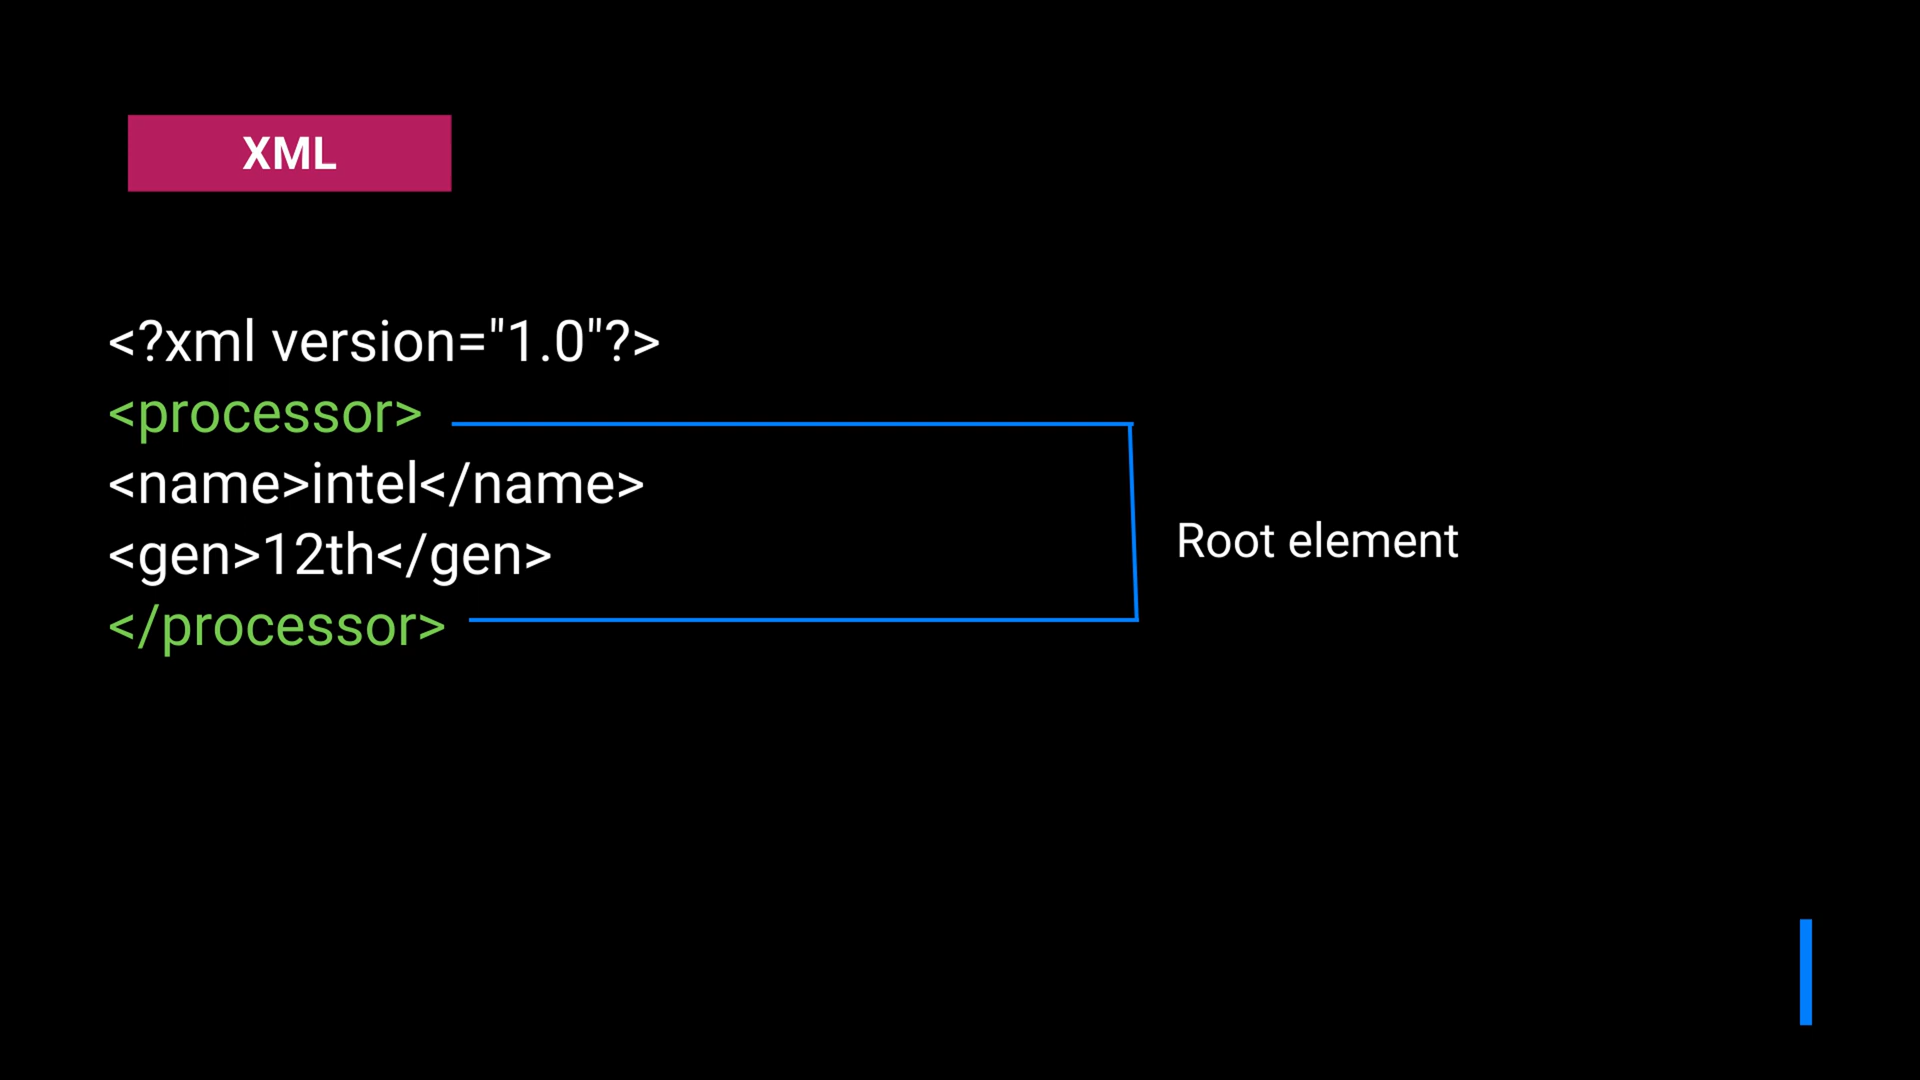 XML
<?xml version="1.0"?>
<processor>
<name>intel</name>
<gen>12th</gen>
</processor>
Root element